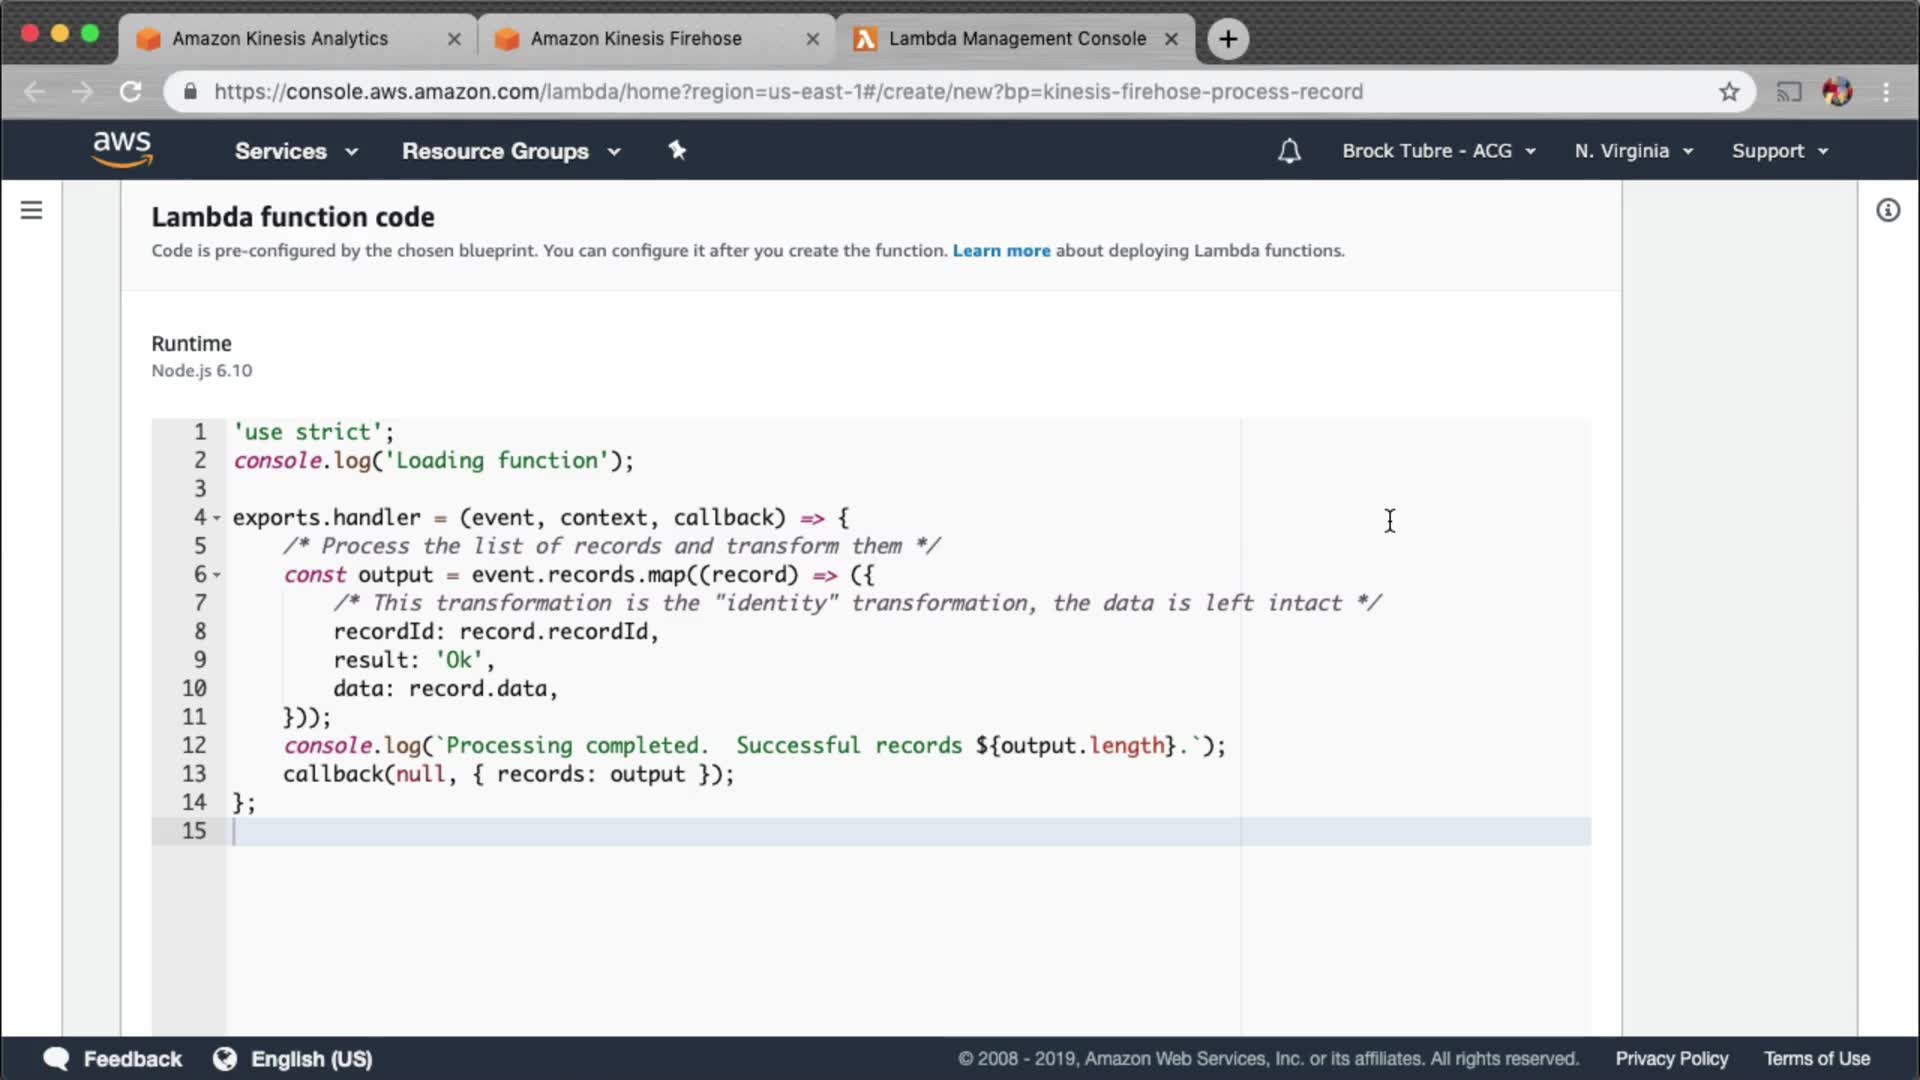 Amazon Kinesis Analytics
Amazon Kinesis Firehose
Lambda Management Console
https://console.aws.amazon.com/lambda/home?region=us-east-1#/create/new?bp=kinesis-firehose-process-record
aws Services Resource Groups Brock Tubre - ACG N. Virginia Support
Lambda function code
Code is pre-configured by the chosen blueprint. You can configure it after you create the function. Learn more about deploying Lambda functions.
Runtime
Node.js 6.10
1 'use strict';
2 console.log('Loading function');
3
4 exports.handler = (event, context, callback) => {
5     /* Process the list of records and transform them */
6     const output = event.records.map((record) => ({
7         /* This transformation is the "identity" transformation, the data is left intact */
8         recordId: record.recordId,
9         result: 'Ok',
10         data: record.data,
11     }));
12     console.log(`Processing completed.  Successful records ${output.length}.`);
13     callback(null, { records: output });
14 };
15
Feedback English (US) © 2008 - 2019, Amazon Web Services, Inc. or its affiliates. All rights reserved. Privacy Policy Terms of Use